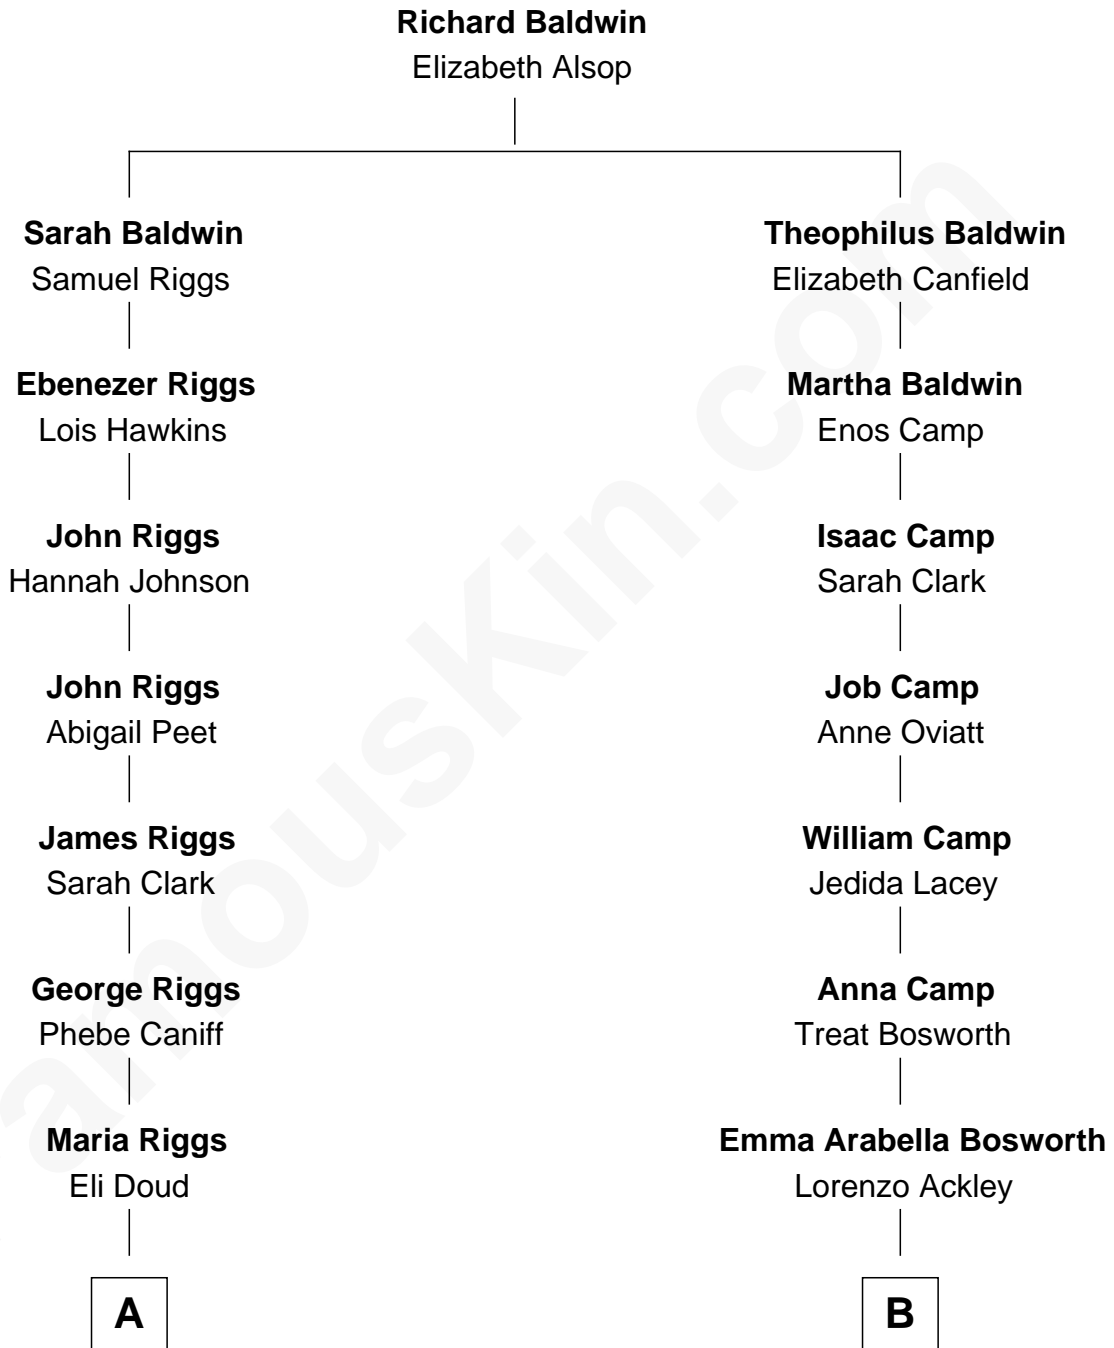 Richard Baldwin
Elizabeth Alsop
Sarah Baldwin
Samuel Riggs
Theophilus Baldwin
Elizabeth Canfield
Ebenezer Riggs
Lois Hawkins
Martha Baldwin
Enos Camp
John Riggs
Hannah Johnson
Isaac Camp
Sarah Clark
John Riggs
Abigail Peet
Job Camp
Anne Oviatt
James Riggs
Sarah Clark
William Camp
Jedida Lacey
George Riggs
Phebe Caniff
Anna Camp
Treat Bosworth
Maria Riggs
Eli Doud
Emma Arabella Bosworth
Lorenzo Ackley
A
B
amousKin.com